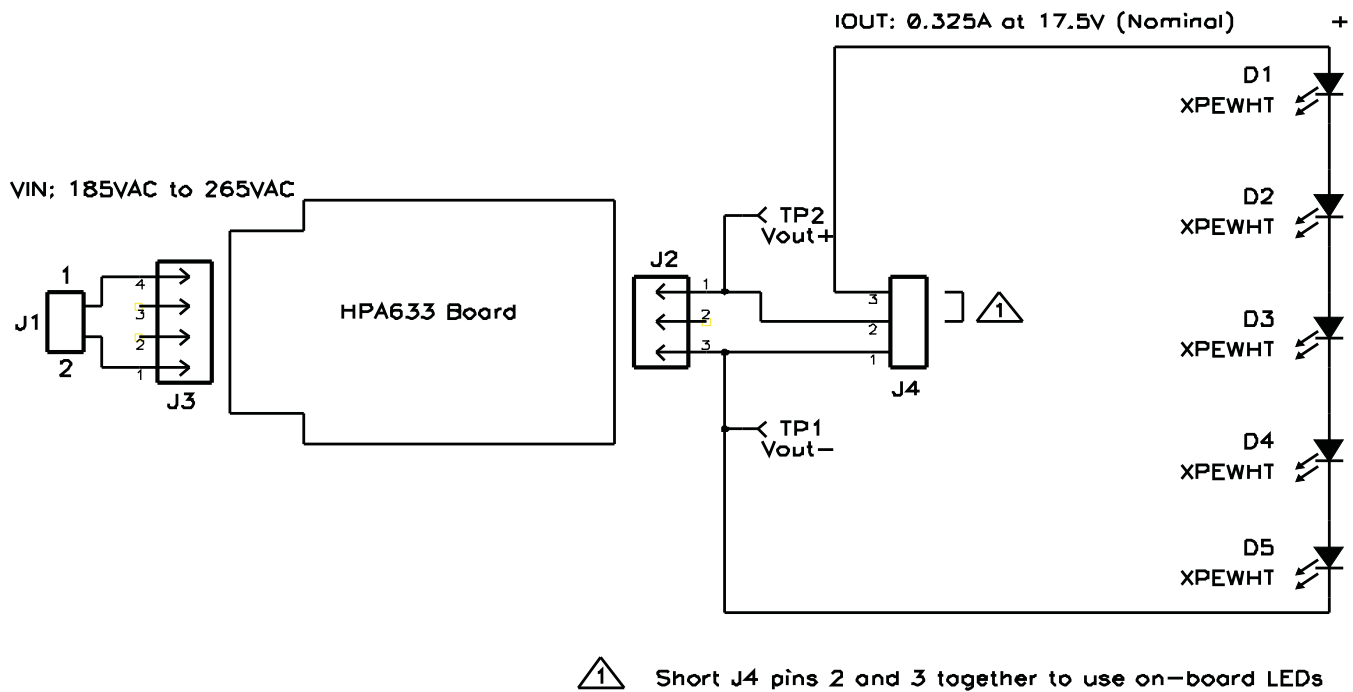 IOUT: 0.325A at 17.5V (Nominal) +
D1
XPEWHT
VIN; 185VAC to 265VAC
D2
XPEWHT
TP2
Vout+
J2
1
4
1
3
J1
3
HPA633 Board
2
2
1
D3
XPEWHT
2
3
1
2
1
J3
J4
TP1
Vout-
D4
XPEWHT
D5
XPEWHT
1 Short J4 pins 2 and 3 together to use on-board LEDs